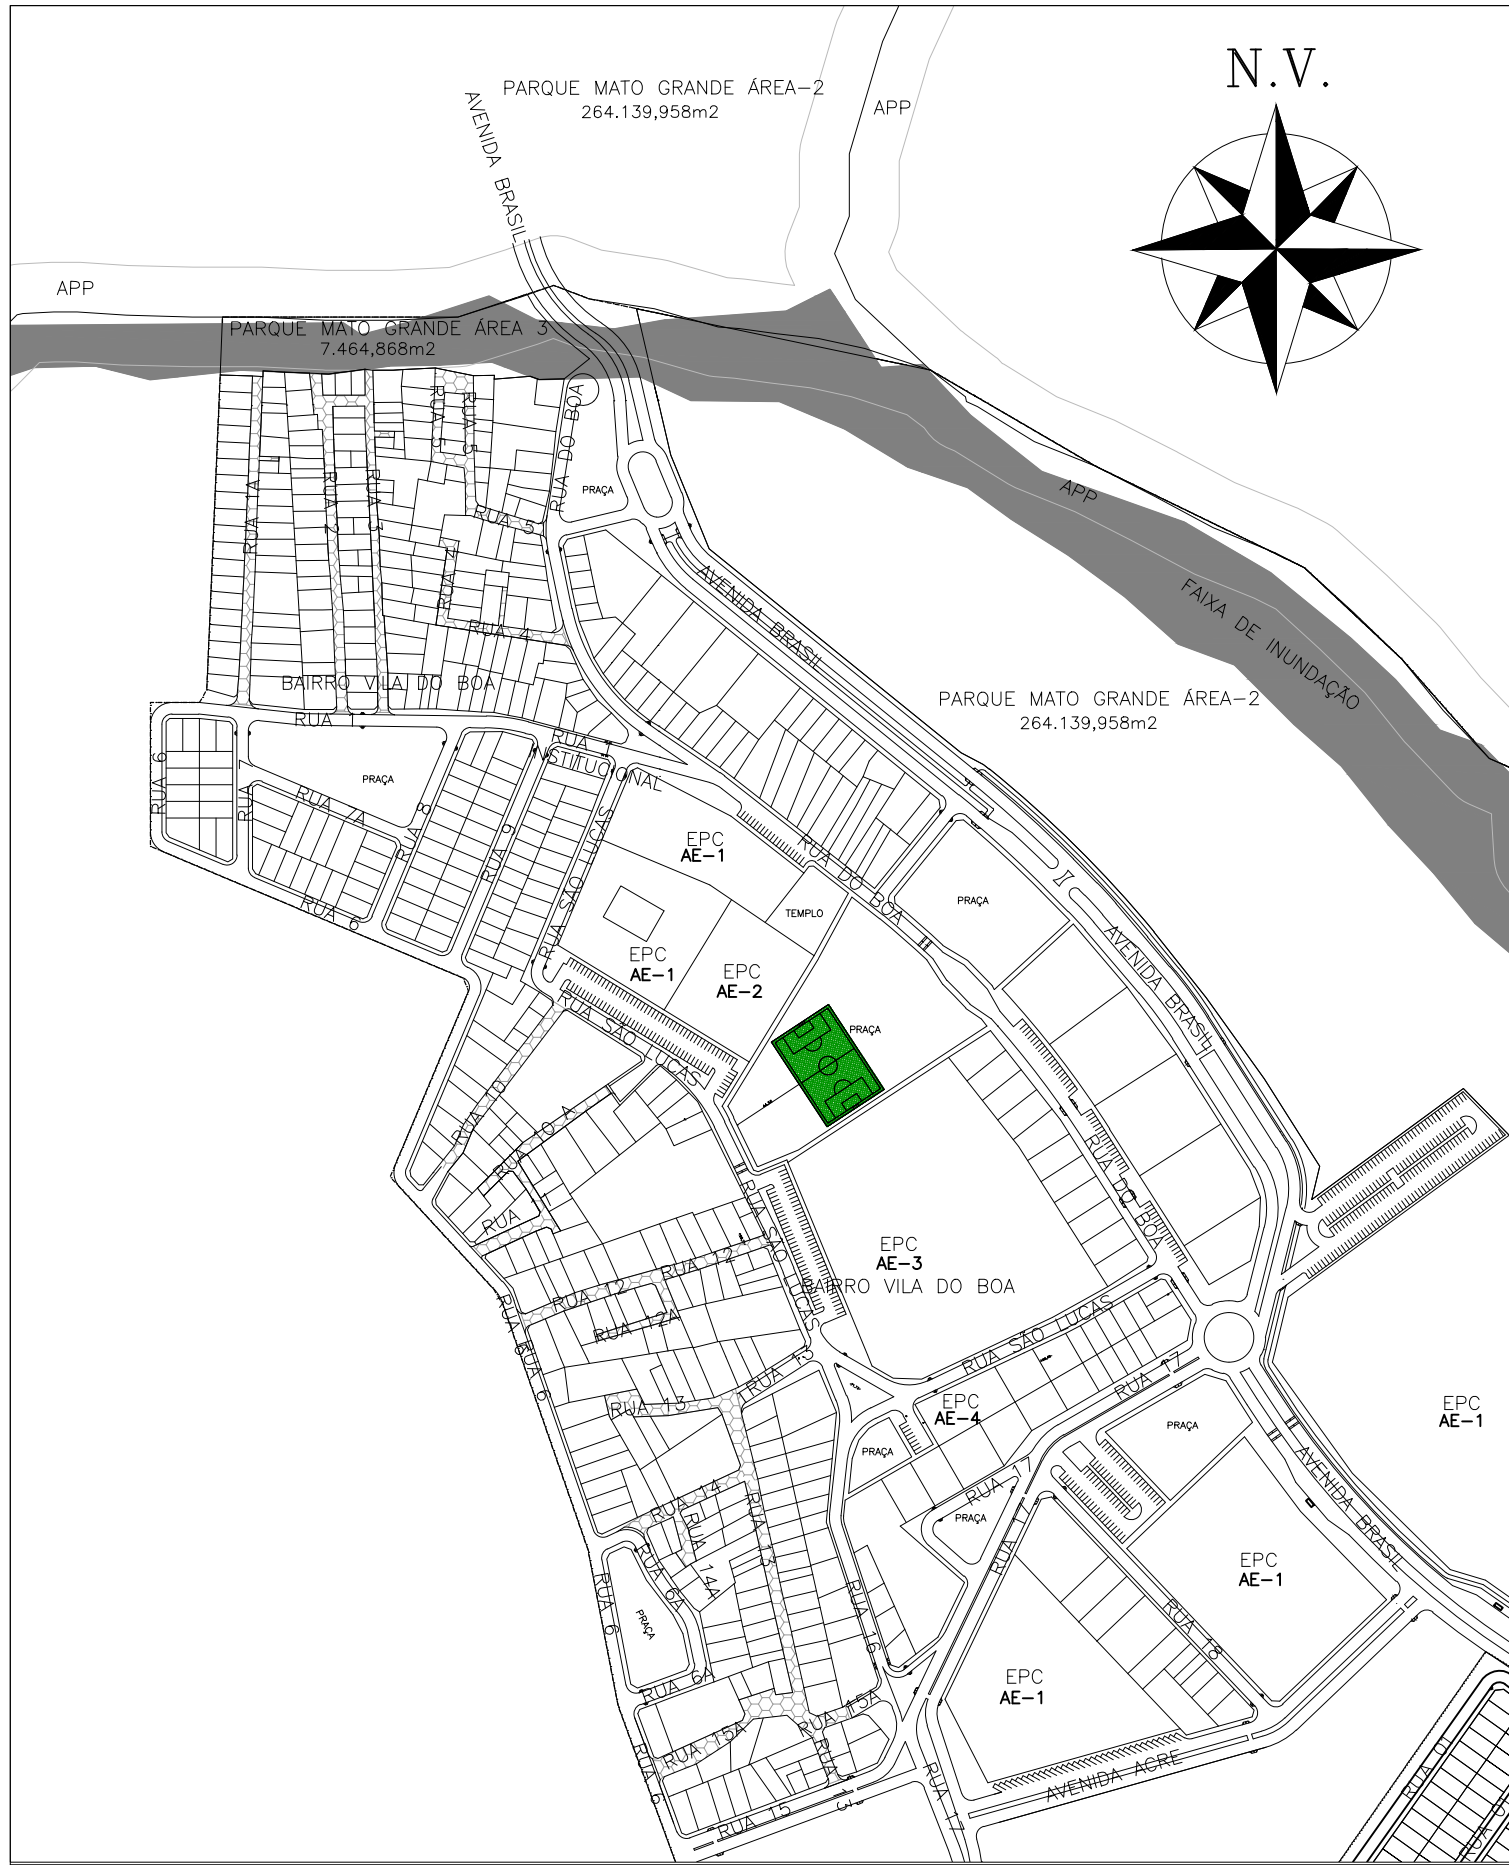 N.V.
PARQUE MATO GRANDE ÁREA-2
264.139,958m2
APP
AVENIDA BRASIL
APP
PARQUE MATO GRANDE ÁREA 3
7.464,868m2
RUA 5
RUA 5
RUA DO BOA
PRAÇA
RUA 1A
RUA 2
RUA 3
RUA 5
APP
RUA 4
RUA 4
AVENIDA BRASIL
FAIXA DE INUNDAÇÃO
BAIRRO VILA DO BOA
PARQUE MATO GRANDE ÁREA-2
264.139,958m2
RUA 1
RUA
INSTITUCIONAL
RUA 6
RUA 7
PRAÇA
RUA 7A
RUA 8
RUA 9
RUA SÃO LUCAS
EPC
AE-1
RUA DO BOA
RUA 6
TEMPLO
PRAÇA
EPC
AE-1
EPC
AE-2
AVENIDA BRASIL
RUA SÃO LUCAS
PRAÇA
RUA 10
RUA 10 A
RUA 11
RUA DO BOA
RUA SÃO LUCAS
EPC
AE-3
BAIRRO VILA DO BOA
RUA 12
RUA 12
RUA 12A
RUA 6
RUA 6
RUA SÃO LUCAS
RUA 13
RUA 17
RUA 13
EPC
AE-4
EPC
AE-1
PRAÇA
PRAÇA
AVENIDA BRASIL
RUA 17
RUA 14
RUA 13
RUA 14A
PRAÇA
RUA 17
RUA 6A
RUA 6
PRAÇA
RUA 16
EPC
AE-1
RUA 18
RUA 6A
EPC
AE-1
RUA 15A
RUA 15A
RUA 6
RUA 13
RUA 15
RUA 17
AVENIDA ACRE
RUA 01